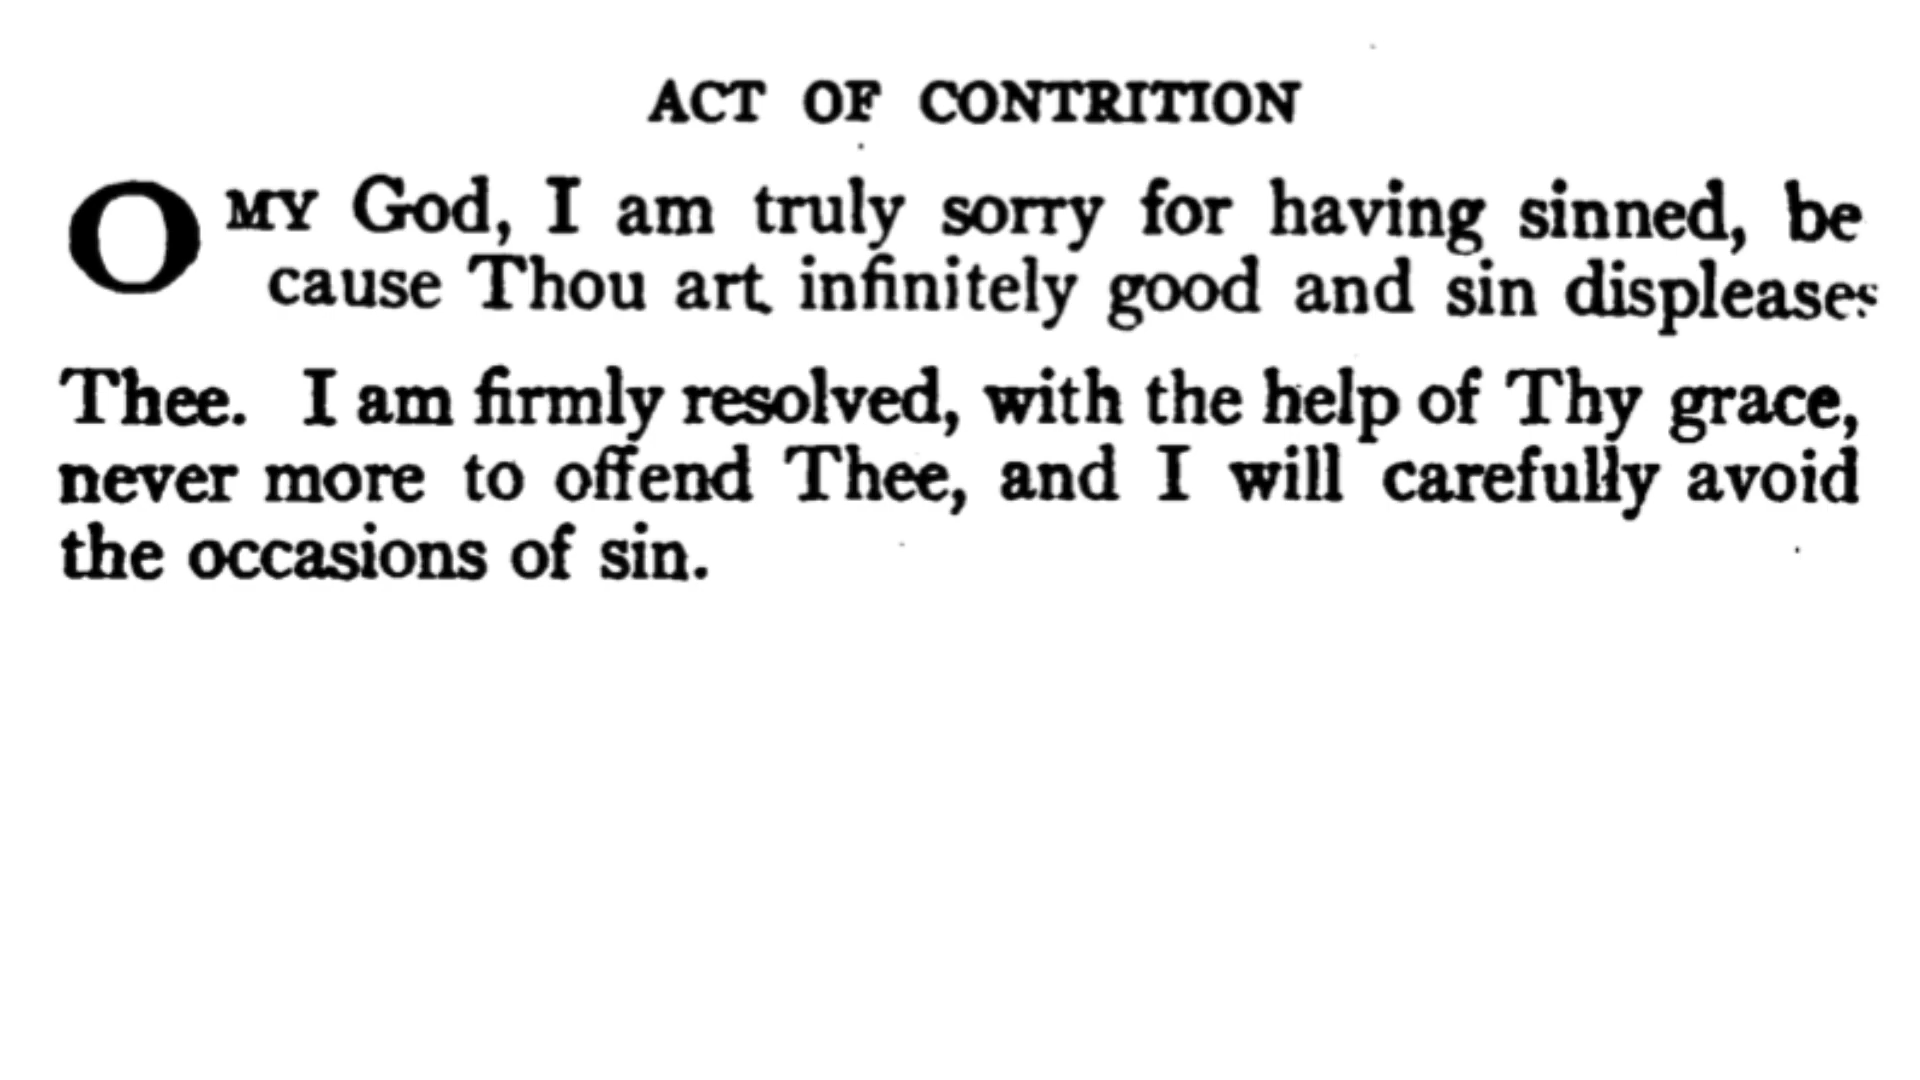 ACT OF CONTRITION
O MY God, I am truly sorry for having sinned, be
cause Thou art infinitely good and sin displeases
Thee. I am firmly resolved, with the help of Thy grace,
never more to offend Thee, and I will carefully avoid
the occasions of sin.